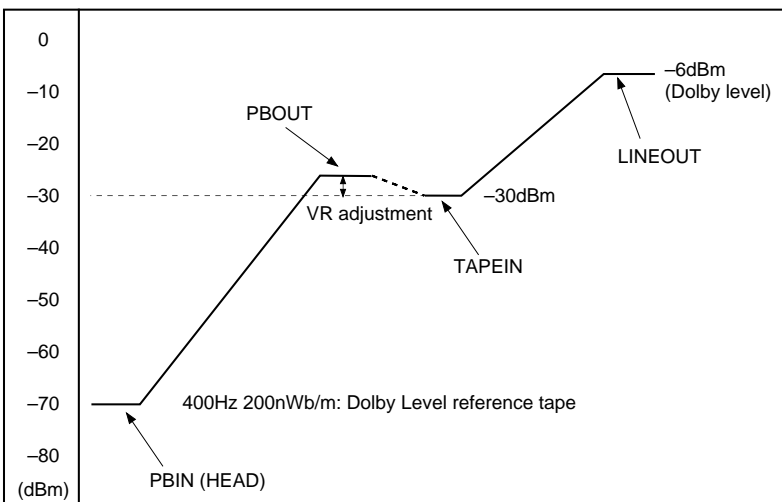 0
–10
–20
–30
–40
–50
–60
–70
–80
(dBm)
PBOUT
–6dBm
(Dolby level)
LINEOUT
–30dBm
VR adjustment
TAPEIN
400Hz 200nWb/m: Dolby Level reference tape
PBIN (HEAD)